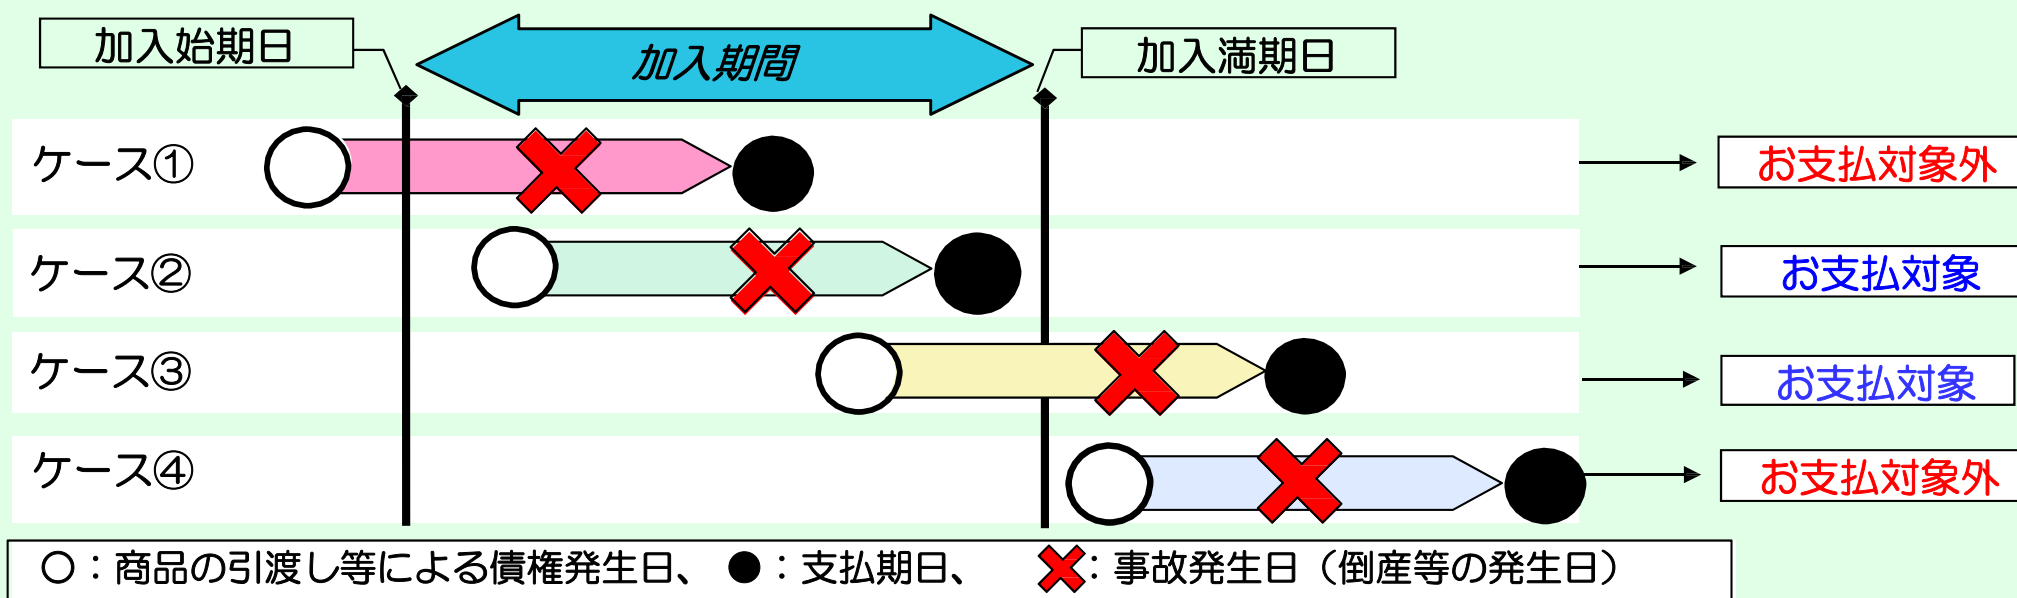 加入始期日
加入期間
加入満期日
ケース①
お支払対象外
ケース②
お支払対象
ケース③
お支払対象
ケース④
お支払対象外
○：商品の引渡し等による債権発生日、 ●：支払期日、 ✖：事故発生日（倒産等の発生日）